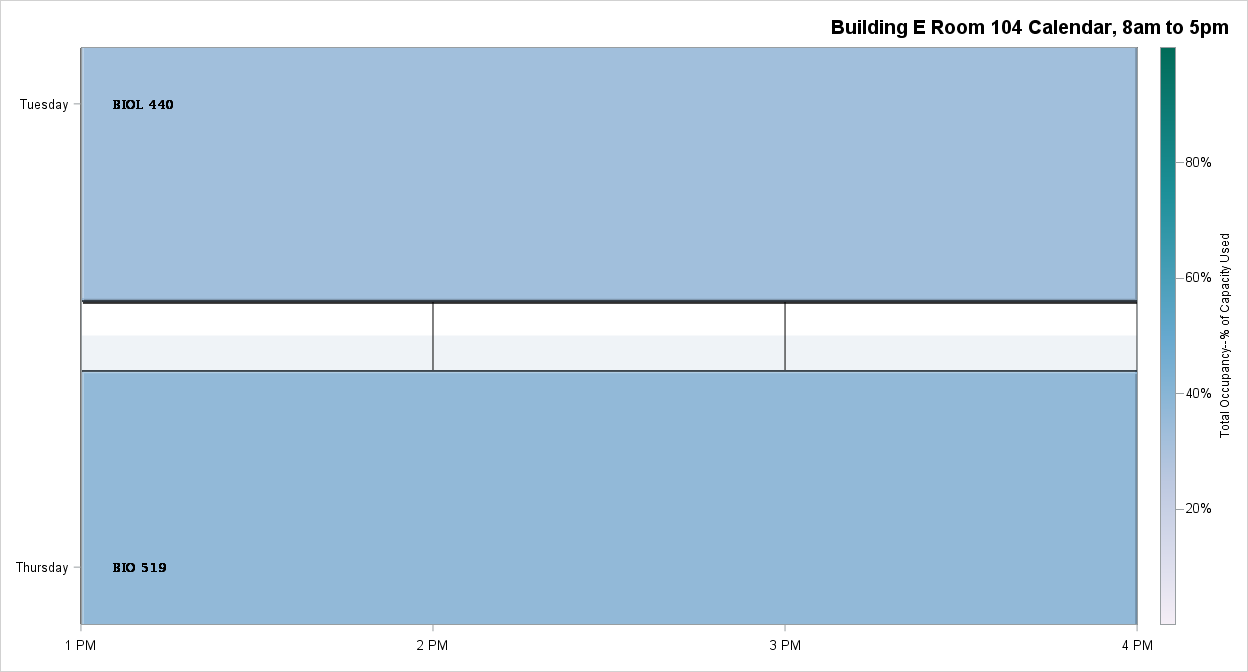 Building E Room 104 Calendar, 8am to 5pm
Tuesday
BIOL 440
Thursday
BIO 519
1 PM
2 PM
3 PM
4 PM
80%
60%
40%
20%
Total Occupancy--% of Capacity Used